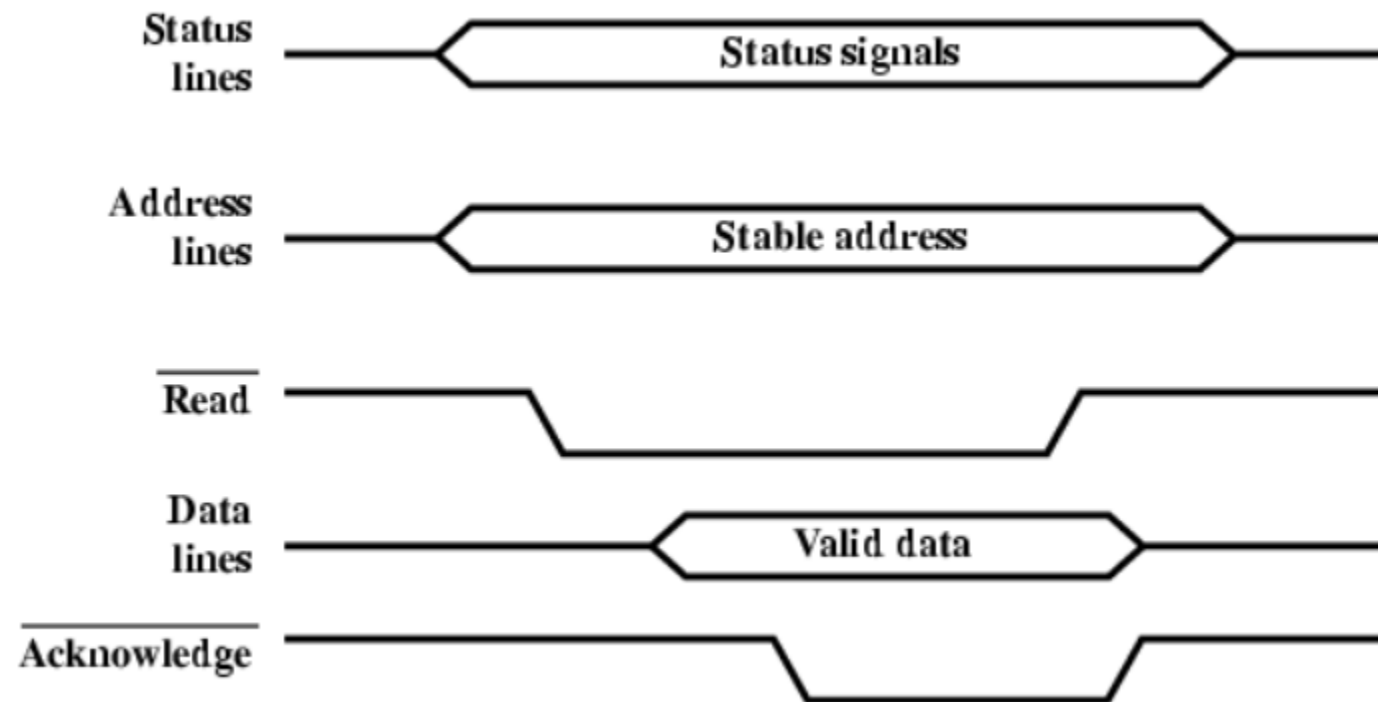 Status
lines
Status signals
Address
lines
Stable address
Read
Data
lines
Valid data
Acknowledge